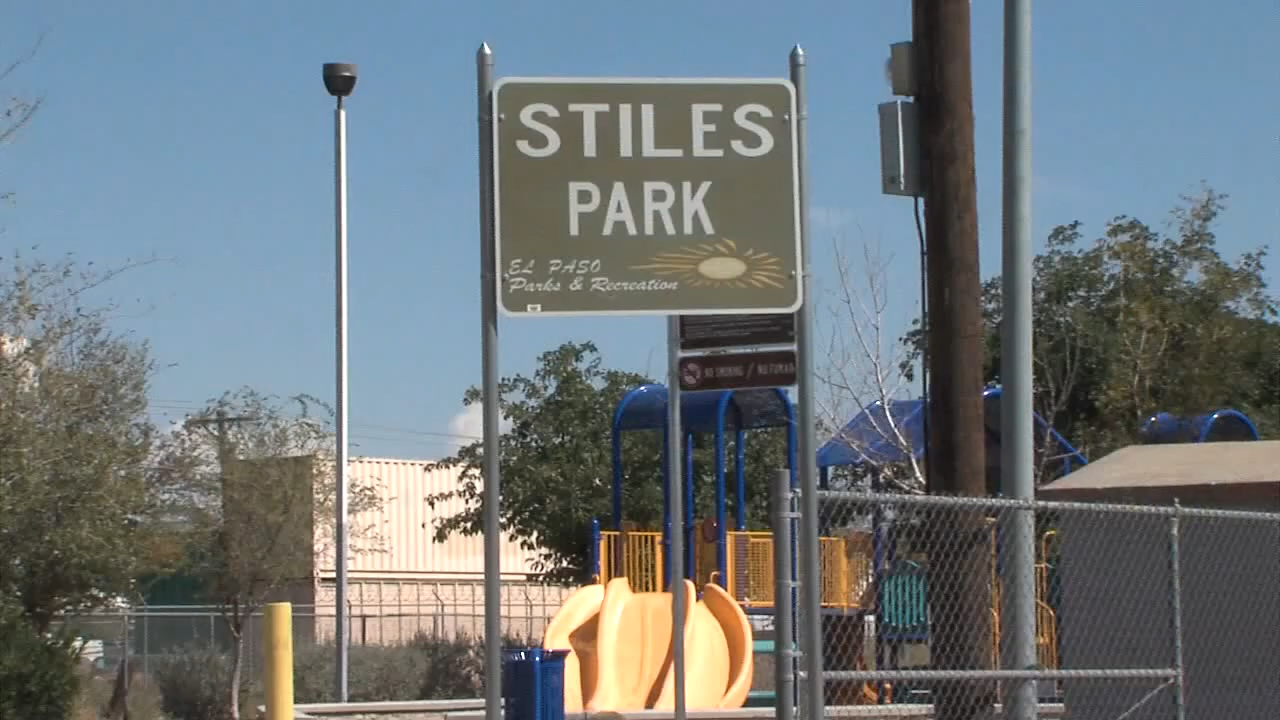 STILES
PARK
EL PASO
Parks & Recreation
NO SMOKING / NO FUMAR